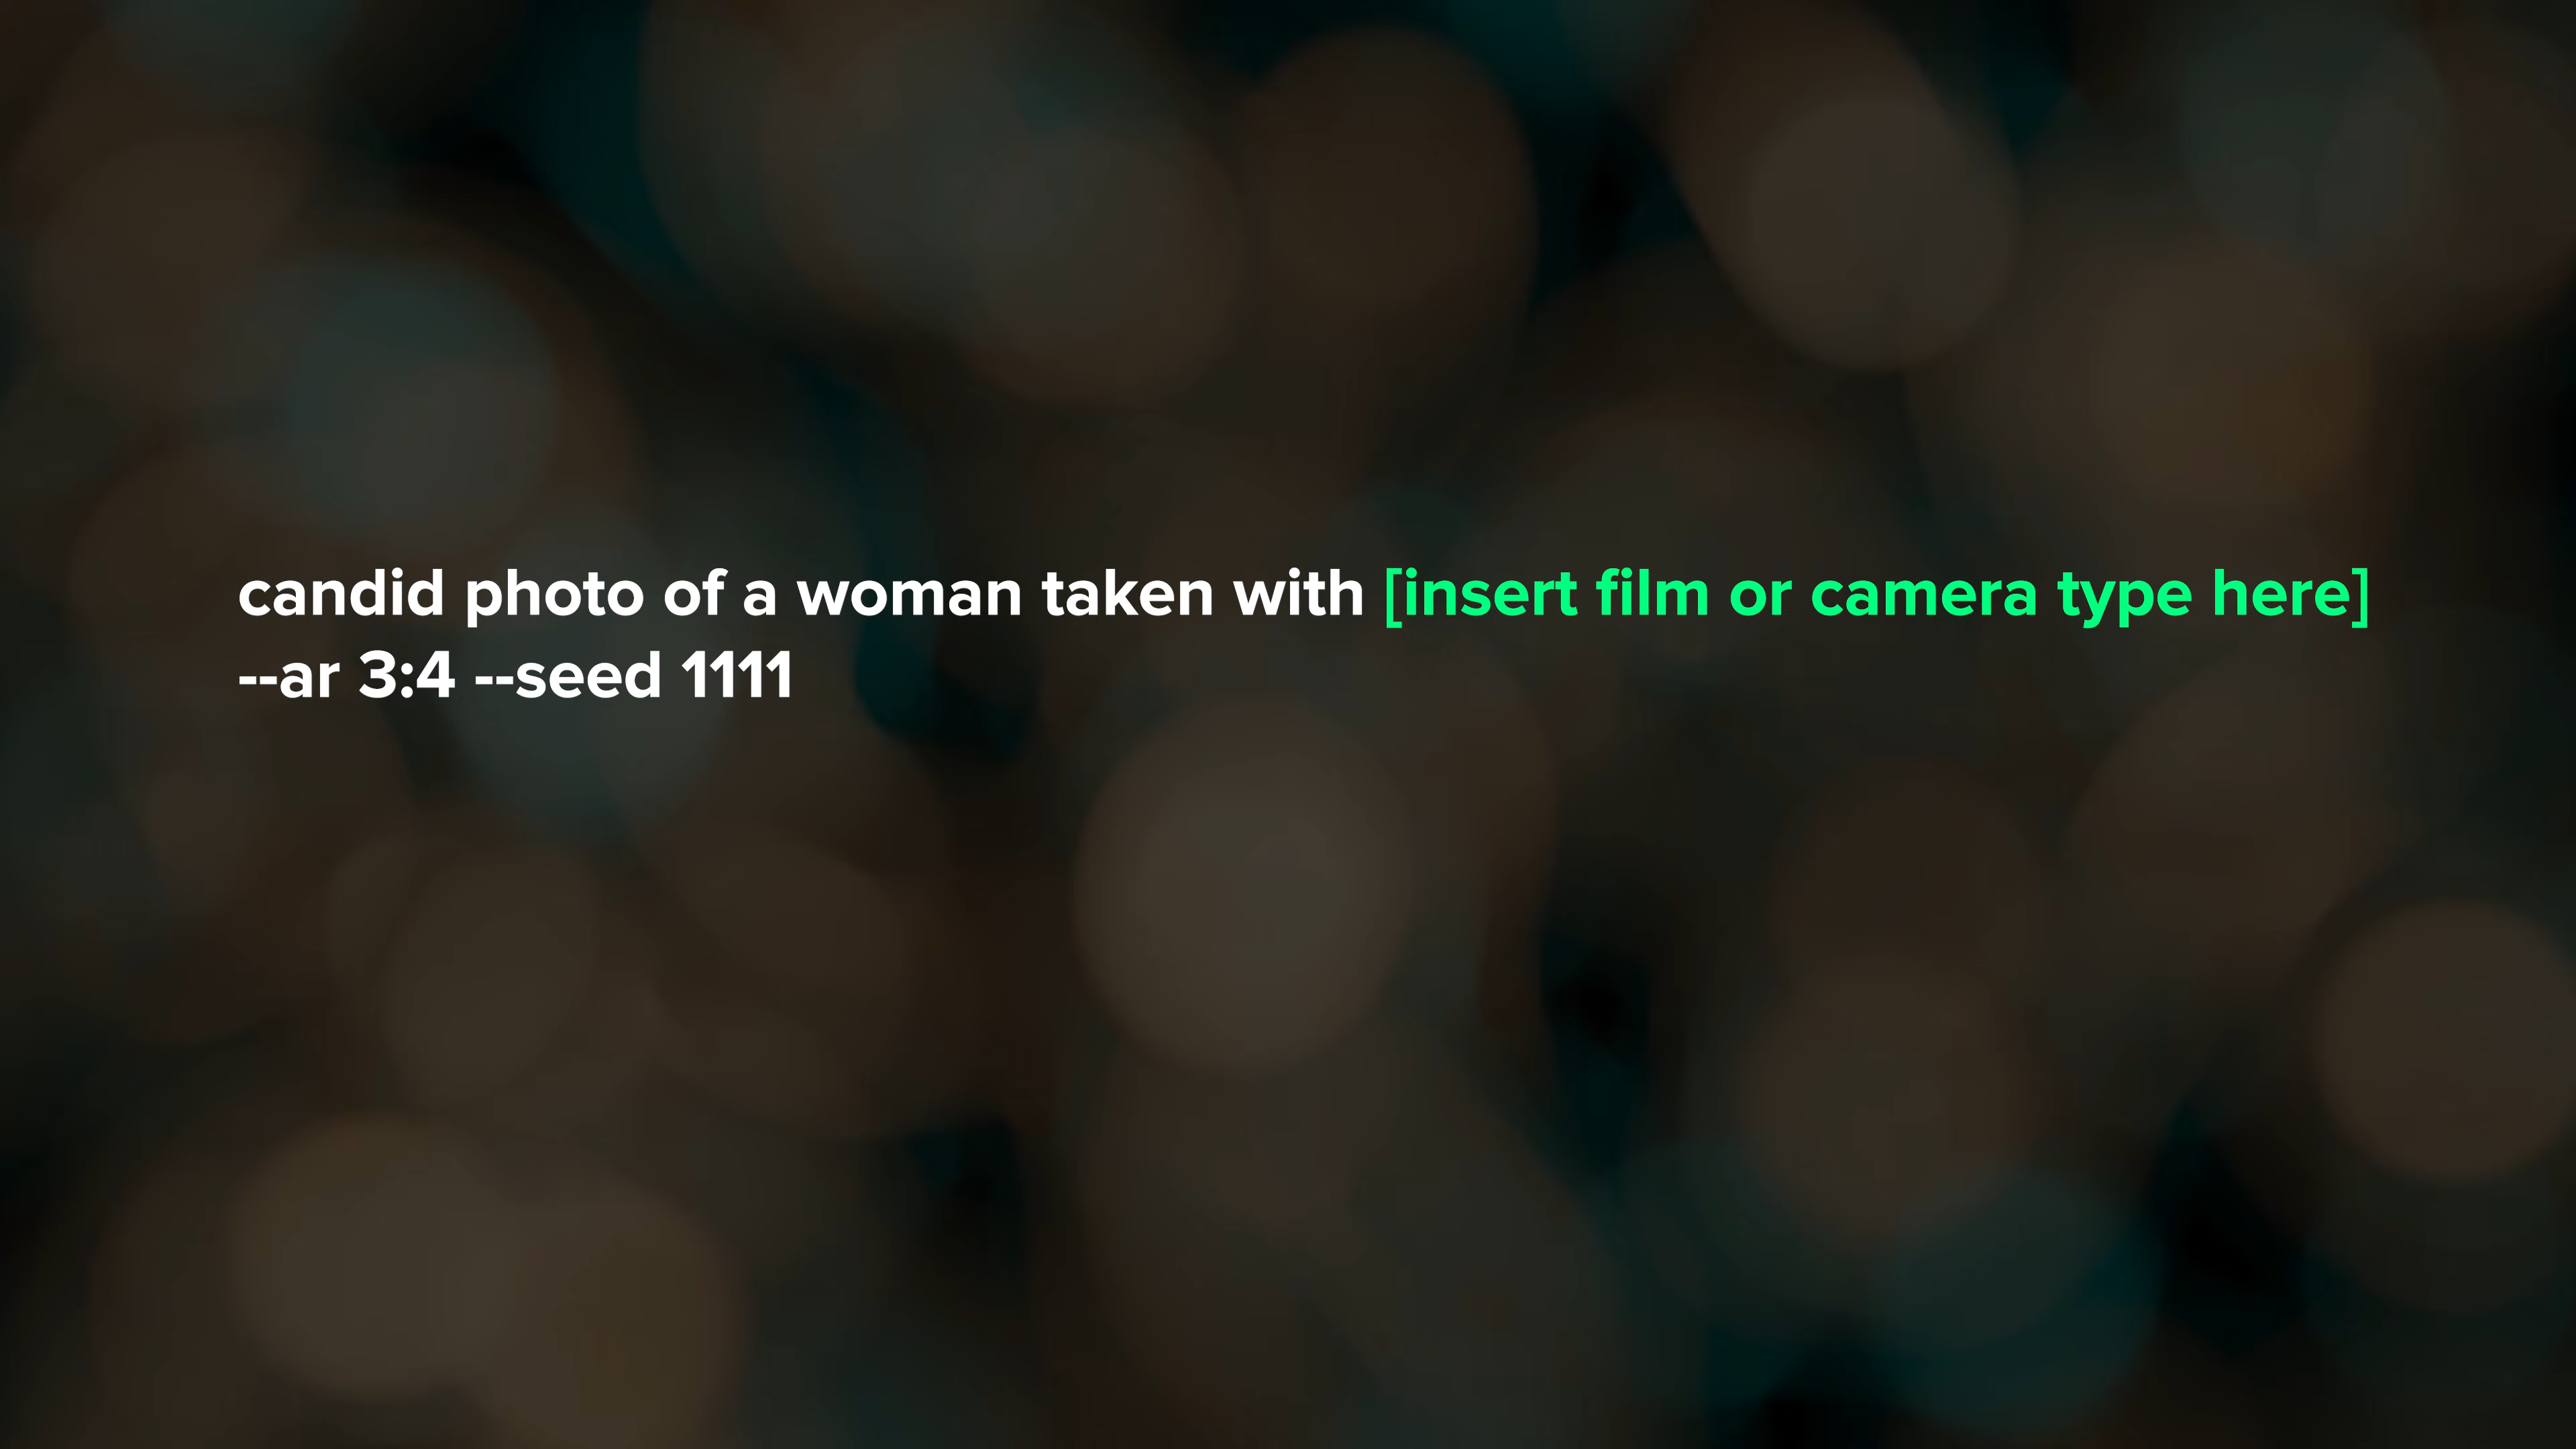 candid photo of a woman taken with [insert film or camera type here]
--ar 3:4 --seed 1111